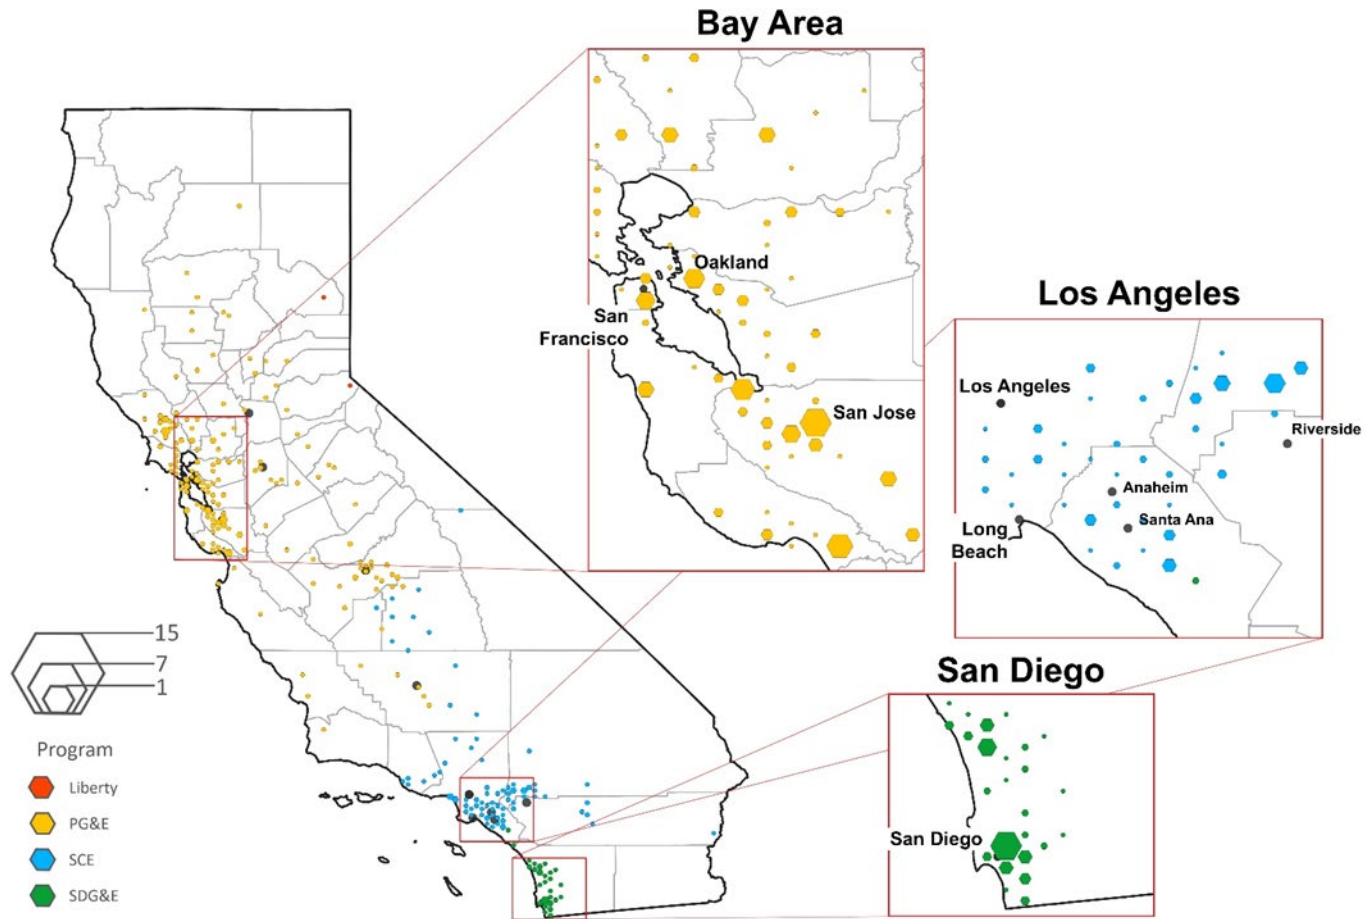 Bay Area
Oakland
San
Francisco
San Jose
Los Angeles
Los Angeles
Riverside
Anaheim
Santa Ana
Long
Beach
San Diego
San Diego
15
7
1
Program
Liberty
PG&E
SCE
SDG&E